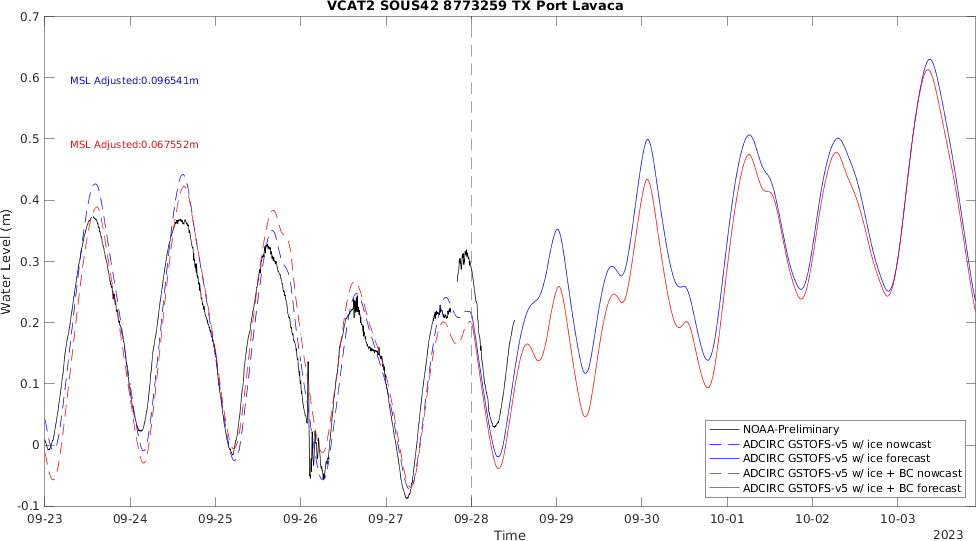 VCAT2 SOUS42 8773259 TX Port Lavaca
0.7
0.6
0.5
0.4
0.3
0.2
0.1
0
-0.1
Water Level (m)
MSL Adjusted:0.096541m
MSL Adjusted:0.067552m
NOAA-Preliminary
ADCIRC GSTOFS-v5 w/ ice nowcast
ADCIRC GSTOFS-v5 w/ ice forecast
ADCIRC GSTOFS-v5 w/ ice + BC nowcast
ADCIRC GSTOFS-v5 w/ ice + BC forecast
09-23 09-24 09-25 09-26 09-27 09-28 09-29 09-30 10-01 10-02 10-03
Time
2023